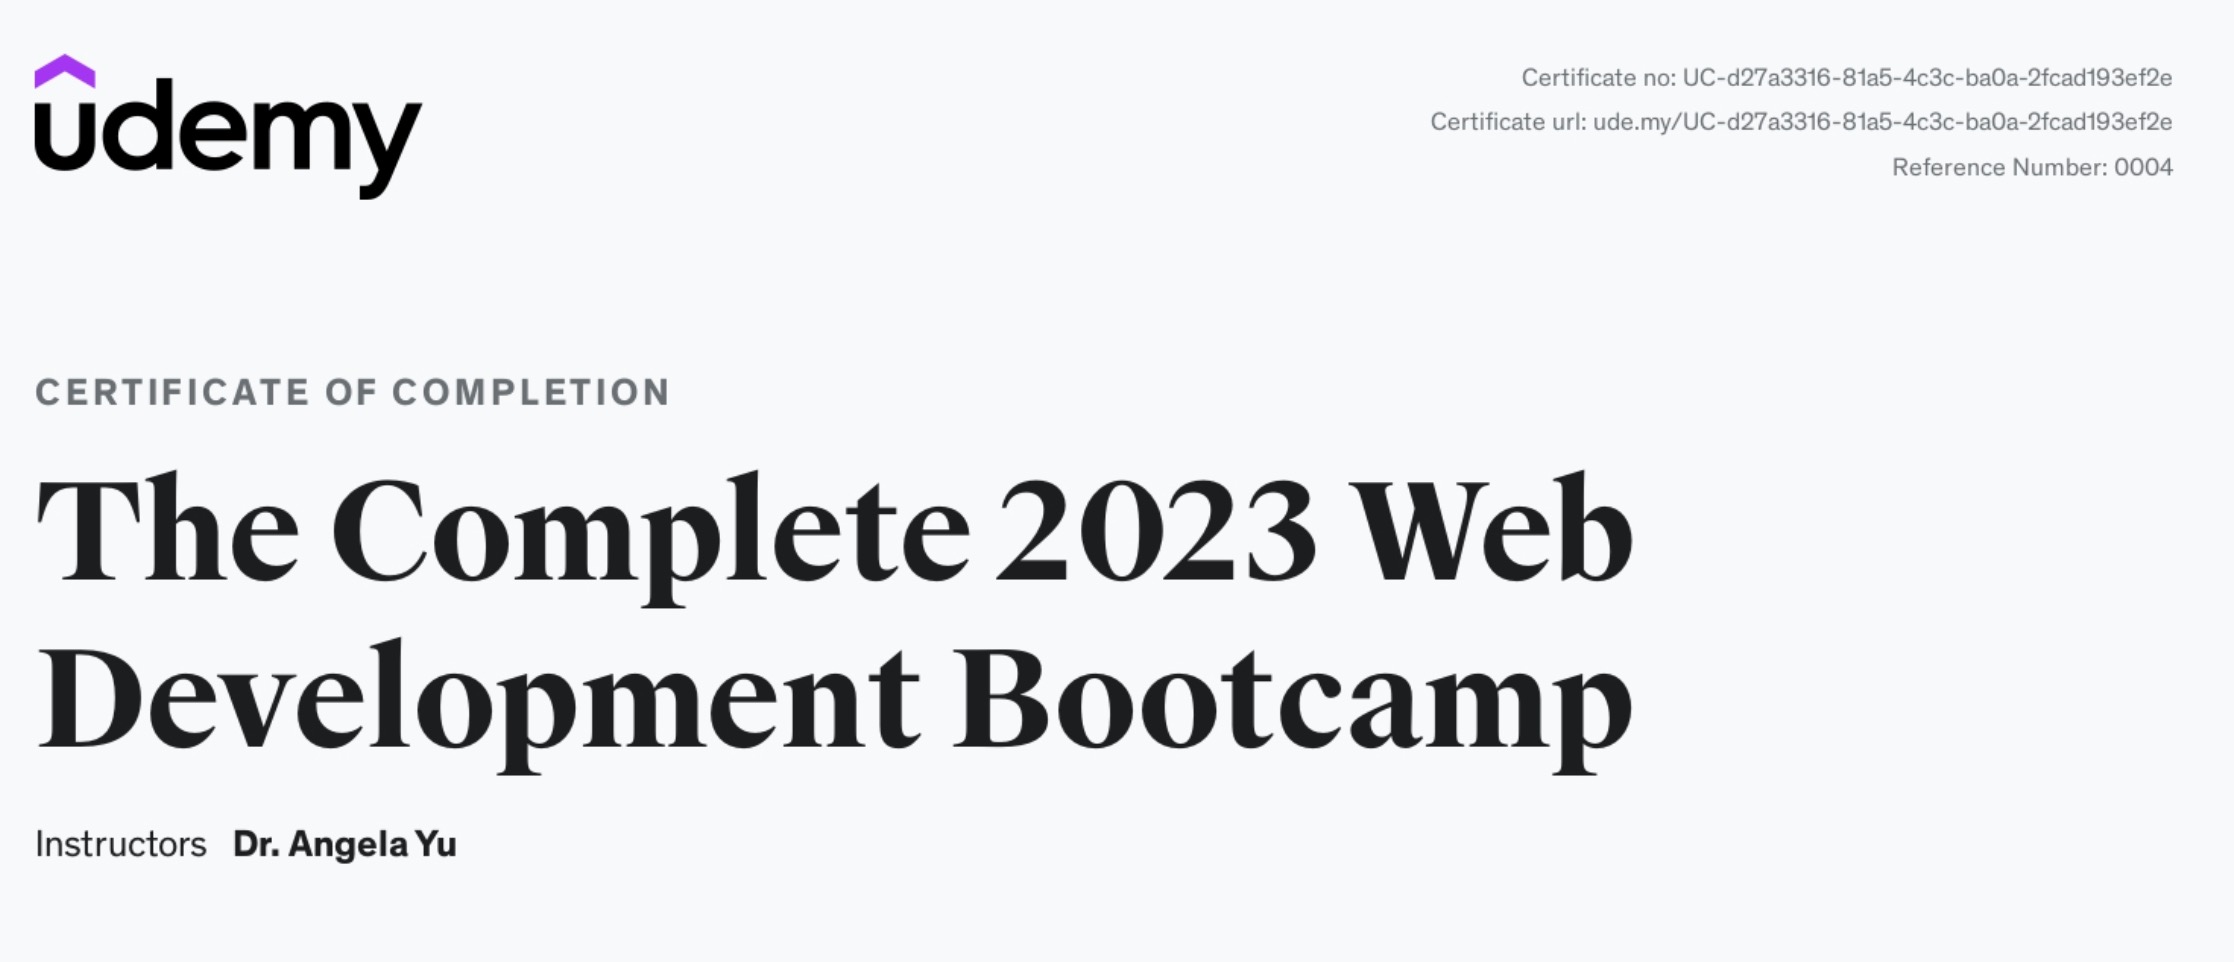 udemy
Certificate no: UC-d27a3316-81a5-4c3c-ba0a-2fcad193ef2e
Certificate url: ude.my/UC-d27a3316-81a5-4c3c-ba0a-2fcad193ef2e
Reference Number: 0004
CERTIFICATE OF COMPLETION
The Complete 2023 Web
Development Bootcamp
Instructors Dr. Angela Yu